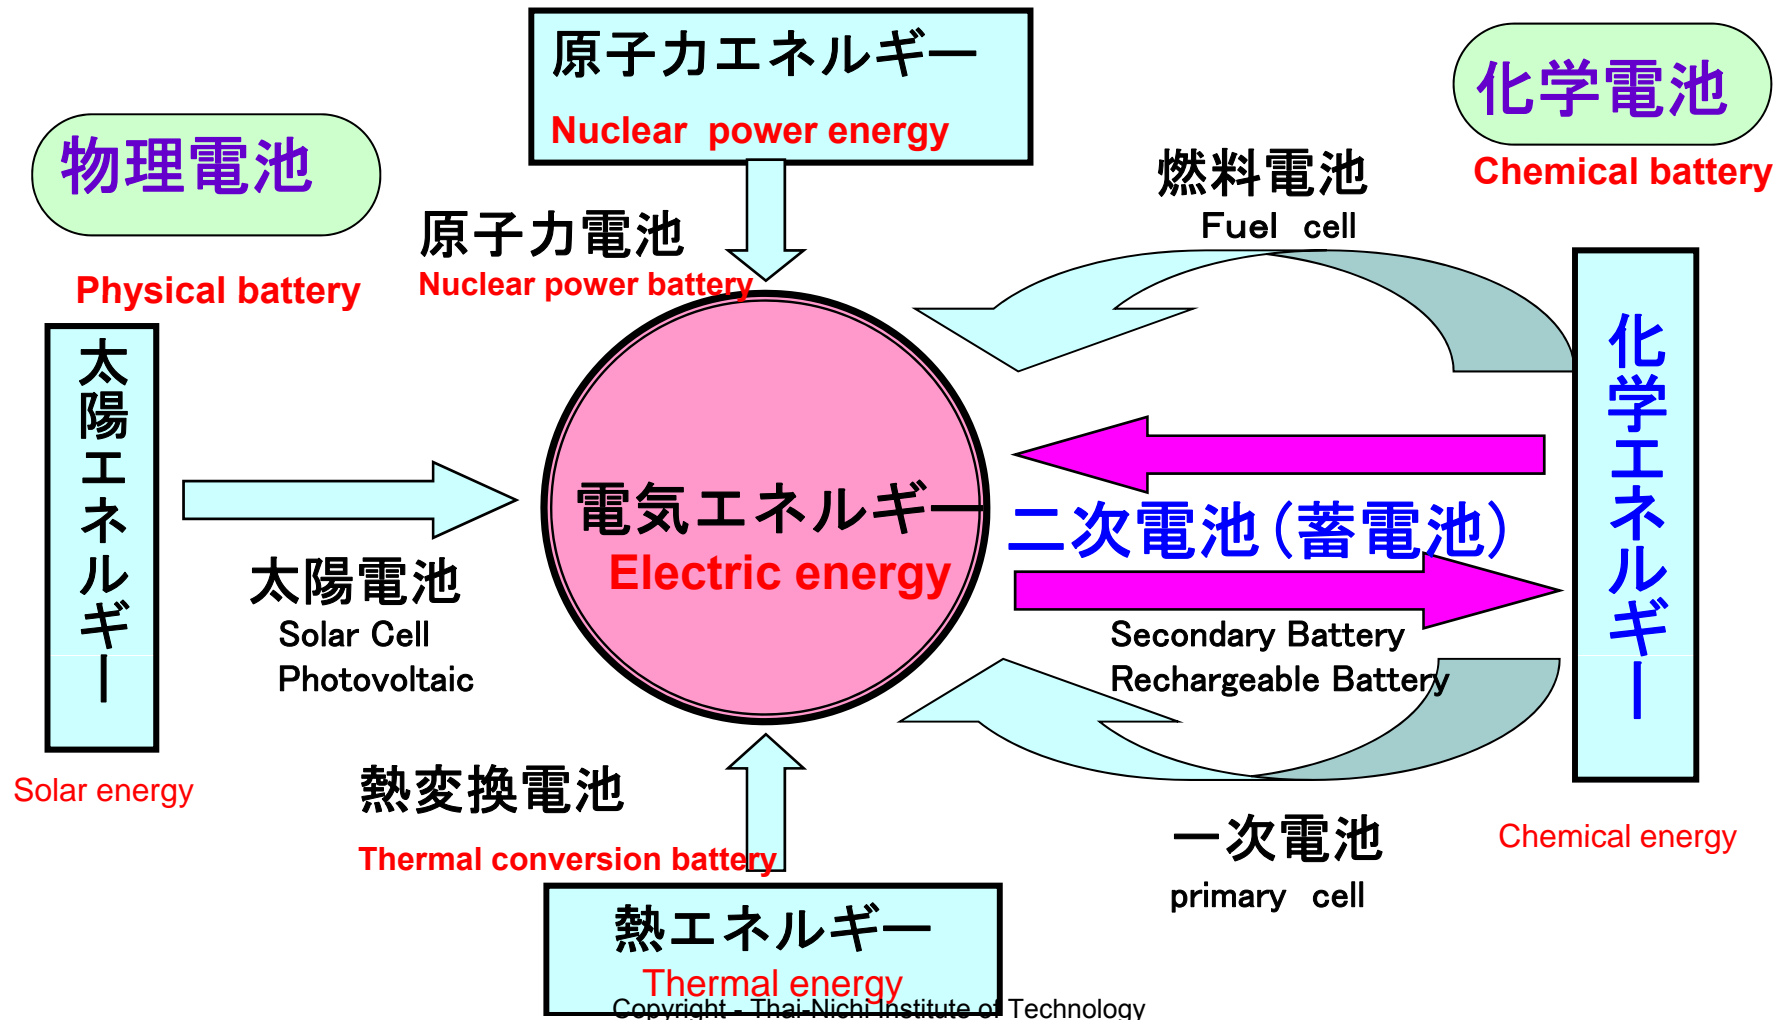 原子力エネルギー
Nuclear power energy
化学電池
Chemical battery
物理電池
Physical battery
原子力電池
Nuclear power battery
燃料電池
Fuel cell
太陽エネルギー
Solar energy
太陽電池
Solar Cell
Photovoltaic
電気エネルギー
Electric energy
二次電池(蓄電池)
Secondary Battery
Rechargeable Battery
化学エネルギー
Chemical energy
熱変換電池
Thermal conversion battery
一次電池
primary cell
熱エネルギー
Thermal energy
Copyright - Thai-Nichi Institute of Technology